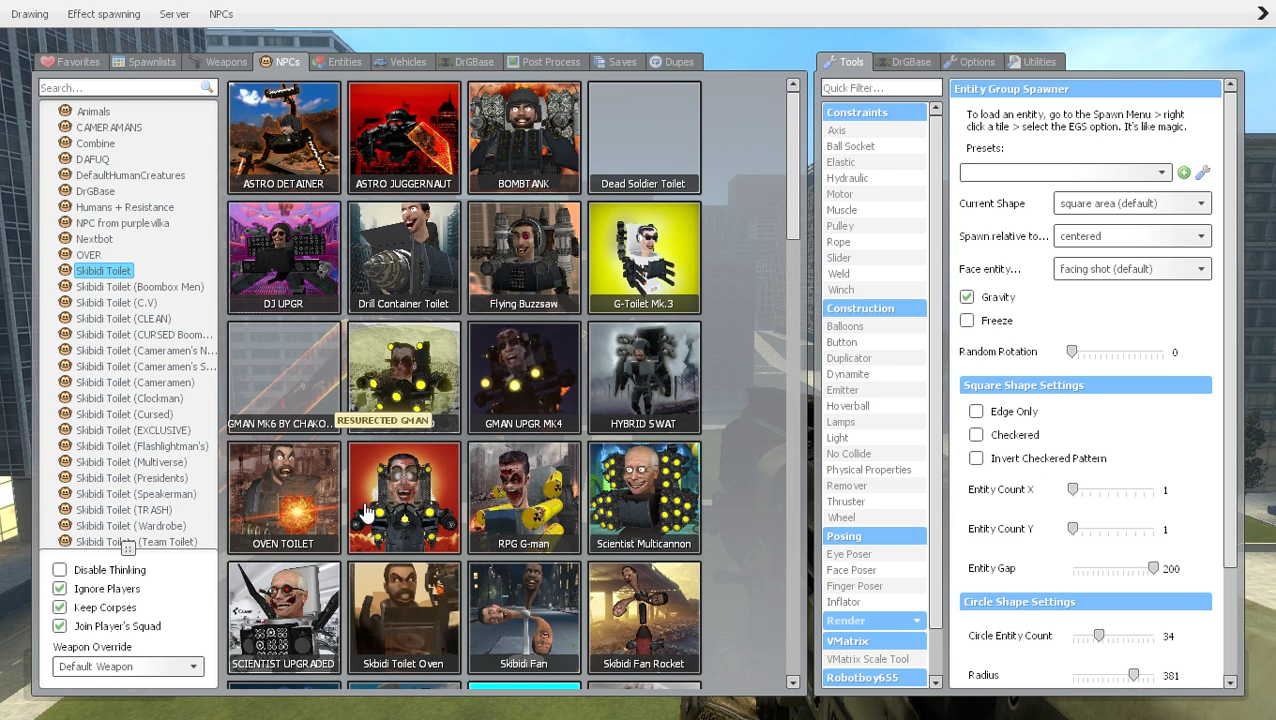 Drawing Effect spawning Server NPCs
Favorites Spawnlists Weapons NPCs Entities Vehicles DrGBase Post Process Saves Dupes
Search...
Animals
CAMERAMANS
Combine
DAFUQ
DefaultHumanCreatures
DrGBase
Humans + Resistance
NPC from purplevilka
Nextbot
OVER
Skibidi Toilet
Skibidi Toilet (Boombox Men)
Skibidi Toilet (C.V)
Skibidi Toilet (CLEAN)
Skibidi Toilet (CURSED Boom...
Skibidi Toilet (Cameramen's N...
Skibidi Toilet (Cameramen's S...
Skibidi Toilet (Cameramen)
Skibidi Toilet (Clockman)
Skibidi Toilet (Cursed)
Skibidi Toilet (EXCLUSIVE)
Skibidi Toilet (Flashlightman's)
Skibidi Toilet (Multiverse)
Skibidi Toilet (Presidents)
Skibidi Toilet (Speakerman)
Skibidi Toilet (TRASH)
Skibidi Toilet (Wardrobe)
Skibidi Toilets (Team Toilet)
Disable Thinking
Ignore Players
Keep Corpses
Join Player's Squad
Weapon Override
Default Weapon
ASTRO DETAINER ASTRO JUGGERNAUT BOMBTANK Dead Soldier Toilet
DJ UPGR Drill Container Toilet Flying Buzzsaw G-Toilet Mk.3
GMAN MK6 BY CHAKO... GMAN UPGR MK4 HYBRID SWAT
RESURECTED GMAN
OVEN TOILET RPG G-man Scientist Multicannon
SCIENTIST UPGRADED Skbidi Toilet Oven Skibidi Fan Skibidi Fan Rocket
Tools DrGBase Options Utilities
Quick Filter...
Constraints
Axis
Ball Socket
Elastic
Hydraulic
Motor
Muscle
Pulley
Rope
Slider
Weld
Winch
Construction
Balloons
Button
Duplicator
Dynamite
Emitter
Hoverball
Lamps
Light
No Collide
Physical Properties
Remover
Thruster
Wheel
Posing
Eye Poser
Face Poser
Finger Poser
Inflator
Render
VMatrix
VMatrix Scale Tool
Robotboy655
Entity Group Spawner
To load an entity, go to the Spawn Menu > right
click a tile > select the EGS option. It's like magic.
Presets:
Current Shape square area (default)
Spawn relative to... centered
Face entity... facing shot (default)
Gravity
Freeze
Random Rotation 0
Square Shape Settings
Edge Only
Checkered
Invert Checkered Pattern
Entity Count X 1
Entity Count Y 1
Entity Gap 200
Circle Shape Settings
Circle Entity Count 34
Radius 381